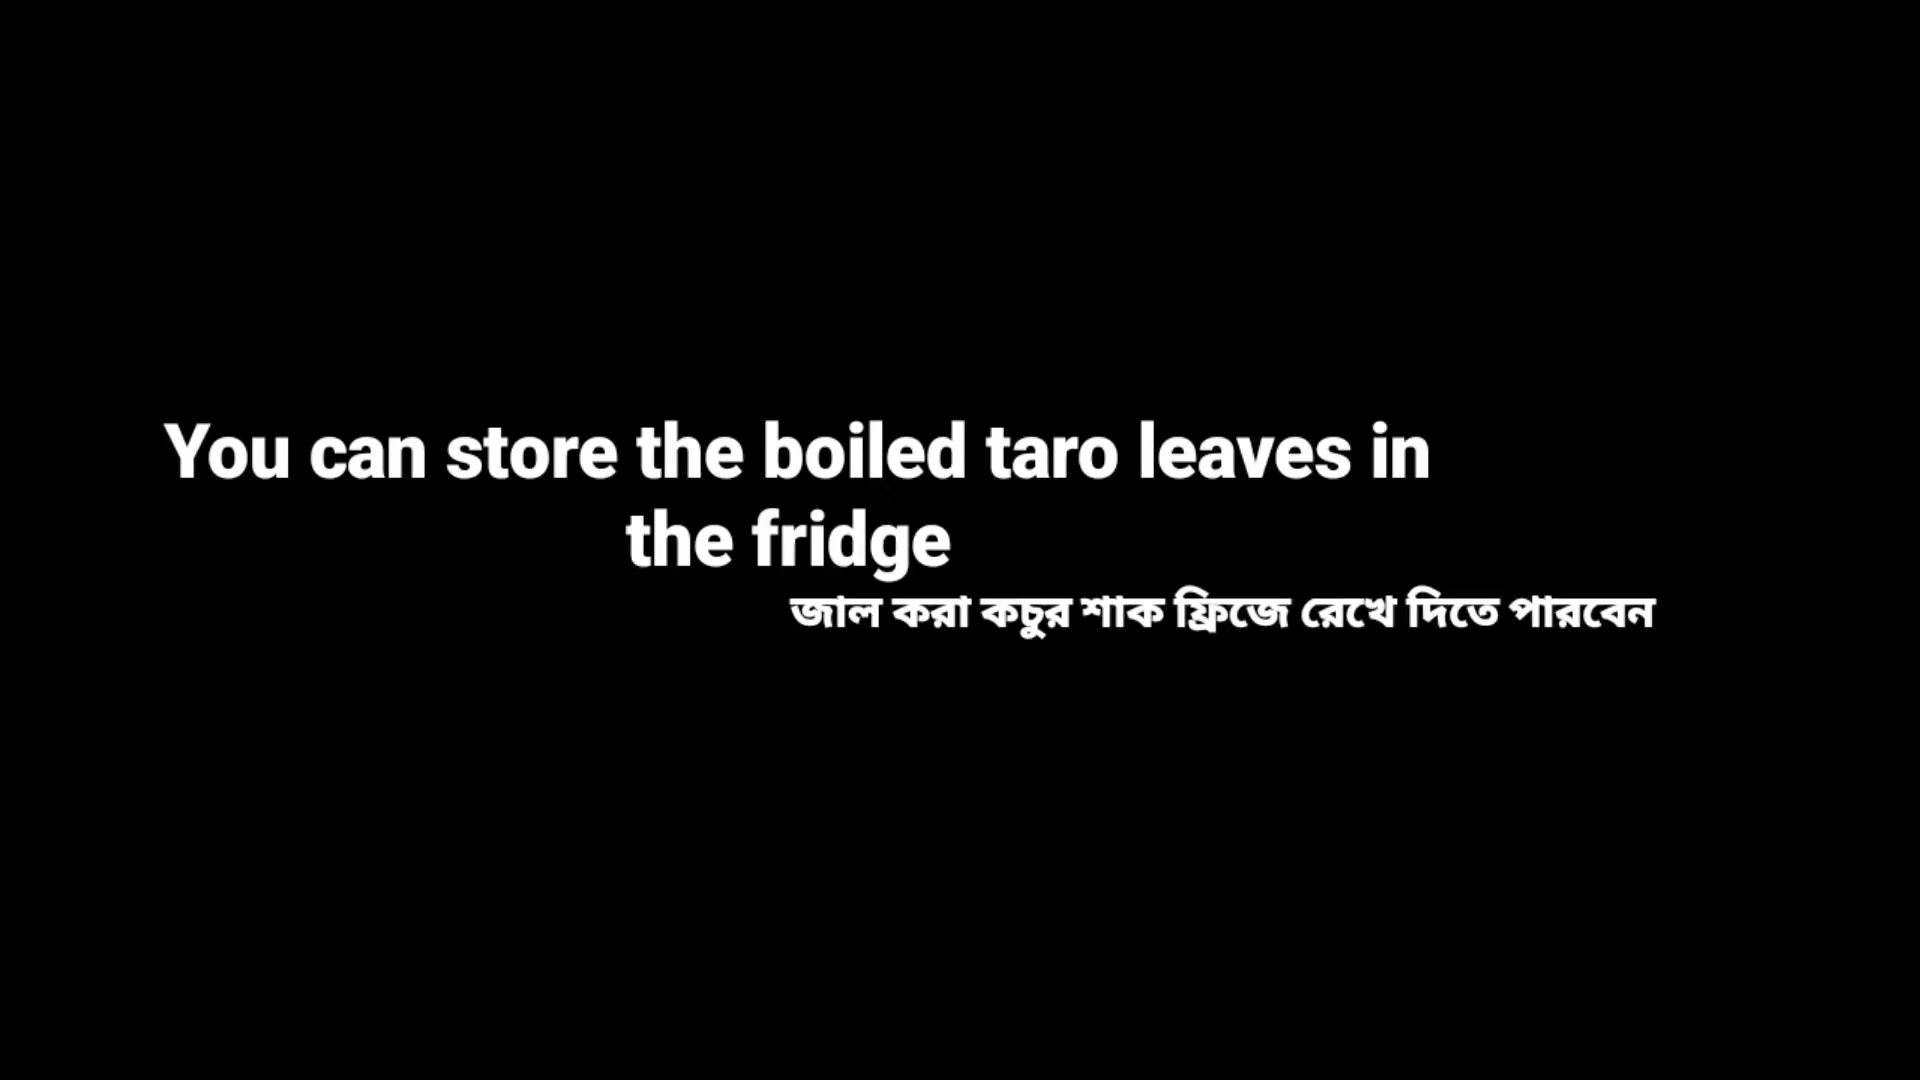 You can store the boiled taro leaves in
the fridge
জাল করা কচুর শাক ফ্রিজে রেখে দিতে পারবেন